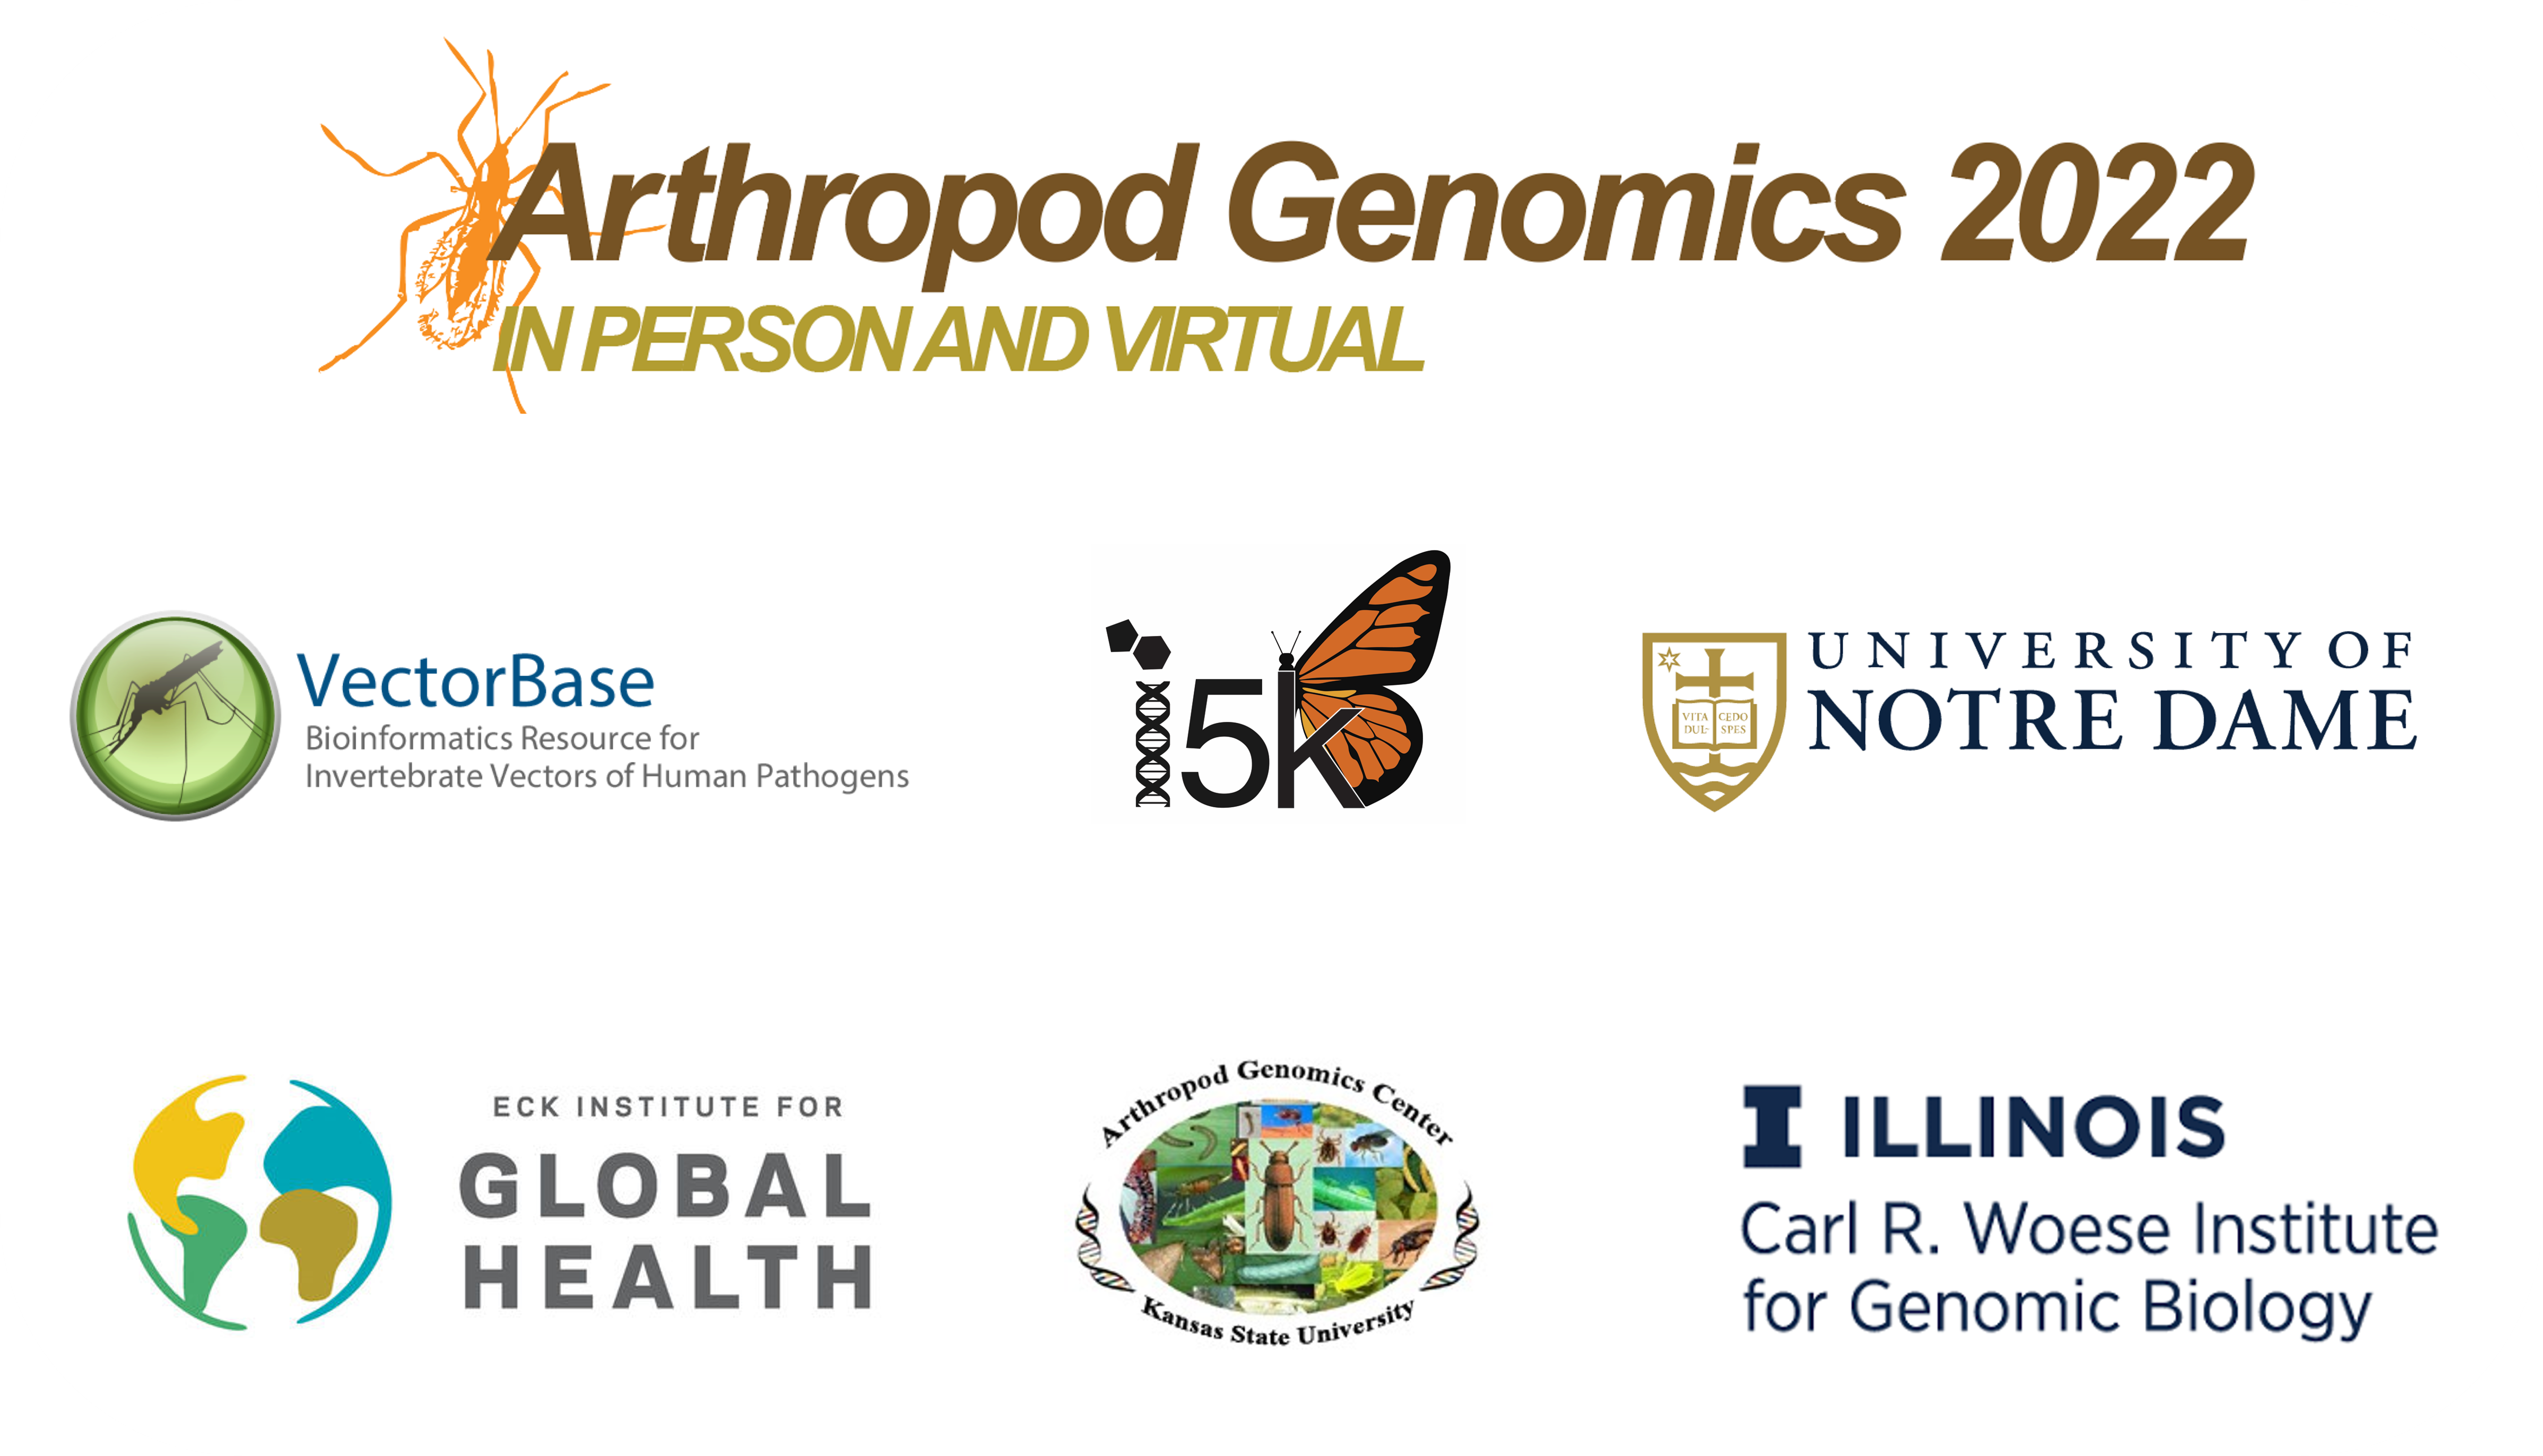 Arthropod Genomics 2022
IN PERSON AND VIRTUAL
VectorBase
Bioinformatics Resource for
Invertebrate Vectors of Human Pathogens
i5k
VITA CEDO
DUL- SPES
UNIVERSITY OF
NOTRE DAME
ECK INSTITUTE FOR
GLOBAL
HEALTH
Arthropod Genomics Center
Kansas State University
I ILLINOIS
Carl R. Woese Institute
for Genomic Biology